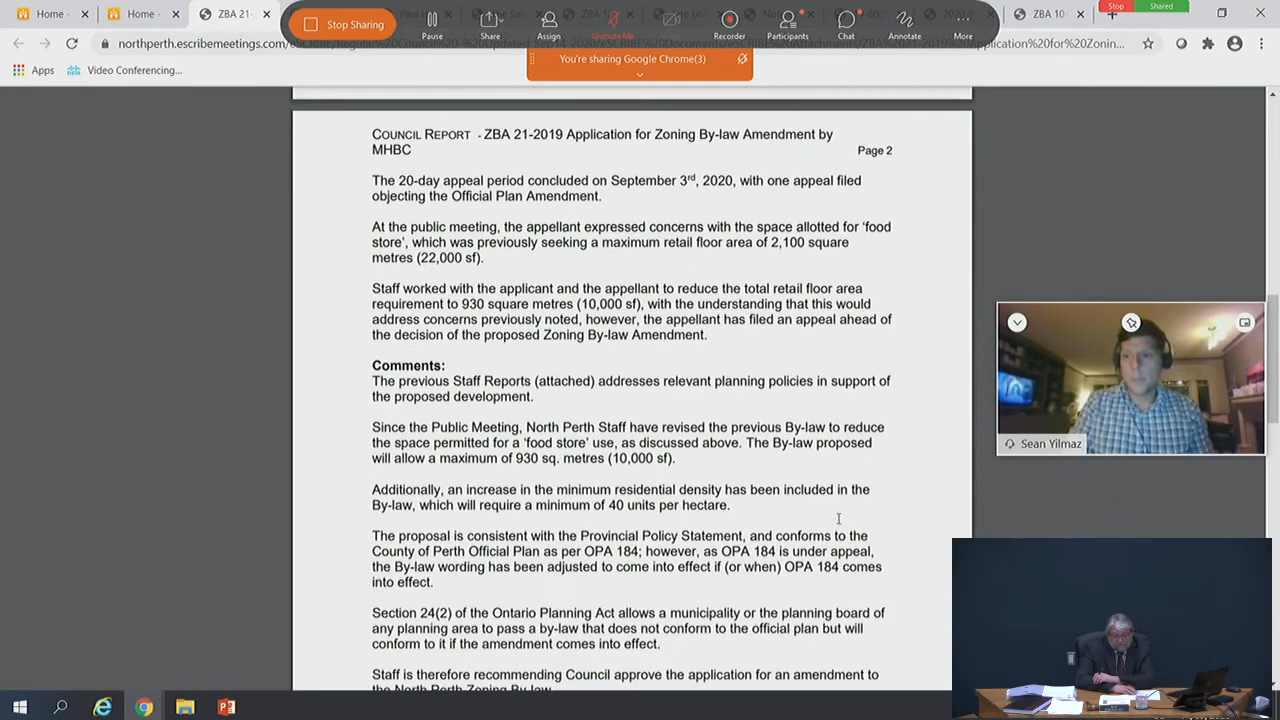 Home -
Home -
ZBA 21-
ZBA 10-
Stop Sharing
Pause
Share
Assign
Unmute Me
Recorder
Participants
Chat
Annotate
More
Stop
Shared
You're sharing Google Chrome(3)
Apps
Video Conferencing...
COUNCIL REPORT - ZBA 21-2019 Application for Zoning By-law Amendment by
MHBC
Page 2
The 20-day appeal period concluded on September 3rd, 2020, with one appeal filed
objecting the Official Plan Amendment.
At the public meeting, the appellant expressed concerns with the space allotted for 'food
store', which was previously seeking a maximum retail floor area of 2,100 square
metres (22,000 sf).
Staff worked with the applicant and the appellant to reduce the total retail floor area
requirement to 930 square metres (10,000 sf), with the understanding that this would
address concerns previously noted, however, the appellant has filed an appeal ahead of
the decision of the proposed Zoning By-law Amendment.
Comments:
The previous Staff Reports (attached) addresses relevant planning policies in support of
the proposed development.
Since the Public Meeting, North Perth Staff have revised the previous By-law to reduce
the space permitted for a 'food store' use, as discussed above. The By-law proposed
will allow a maximum of 930 sq. metres (10,000 sf).
Additionally, an increase in the minimum residential density has been included in the
By-law, which will require a minimum of 40 units per hectare.
The proposal is consistent with the Provincial Policy Statement, and conforms to the
County of Perth Official Plan as per OPA 184; however, as OPA 184 is under appeal,
the By-law wording has been adjusted to come into effect if (or when) OPA 184 comes
into effect.
Section 24(2) of the Ontario Planning Act allows a municipality or the planning board of
any planning area to pass a by-law that does not conform to the official plan but will
conform to it if the amendment comes into effect.
Staff is therefore recommending Council approve the application for an amendment to
the North Perth Zoning By-law
Sean Yilmaz